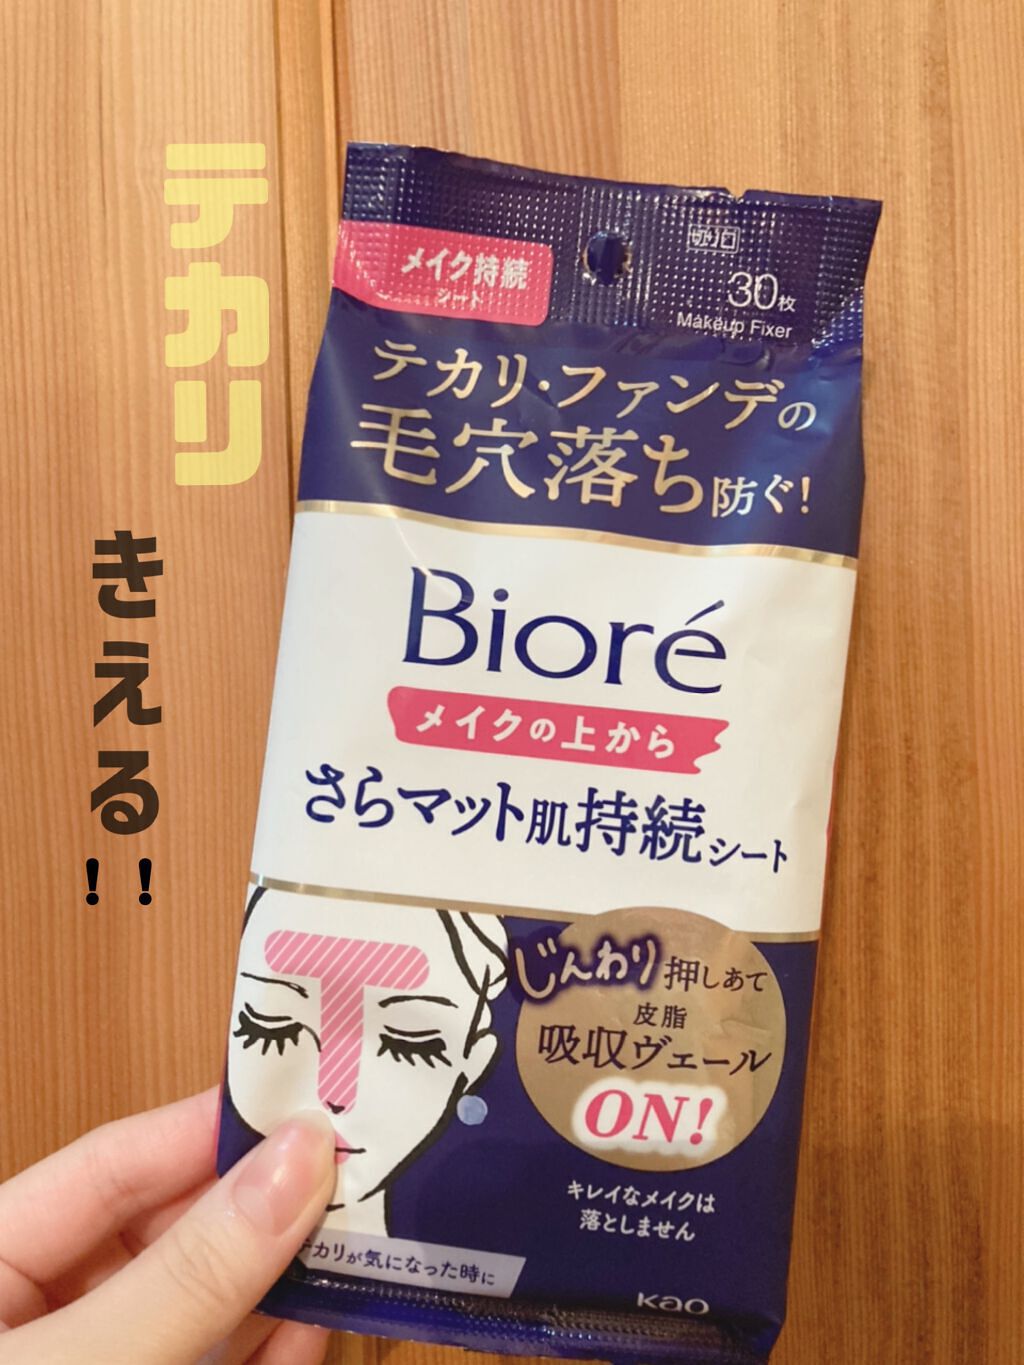 テカリ
きえる！！
メイク持続
シート
切り口
30枚
Makeup Fixer
テカリ・ファンデの
毛穴落ち防ぐ!
Bioré
メイクの上から
さらマット肌持続シート
じんわり押しあて
皮脂
吸収ヴェール
ON!
キレイなメイクは
落としません
テカリが気になった時に
Kao